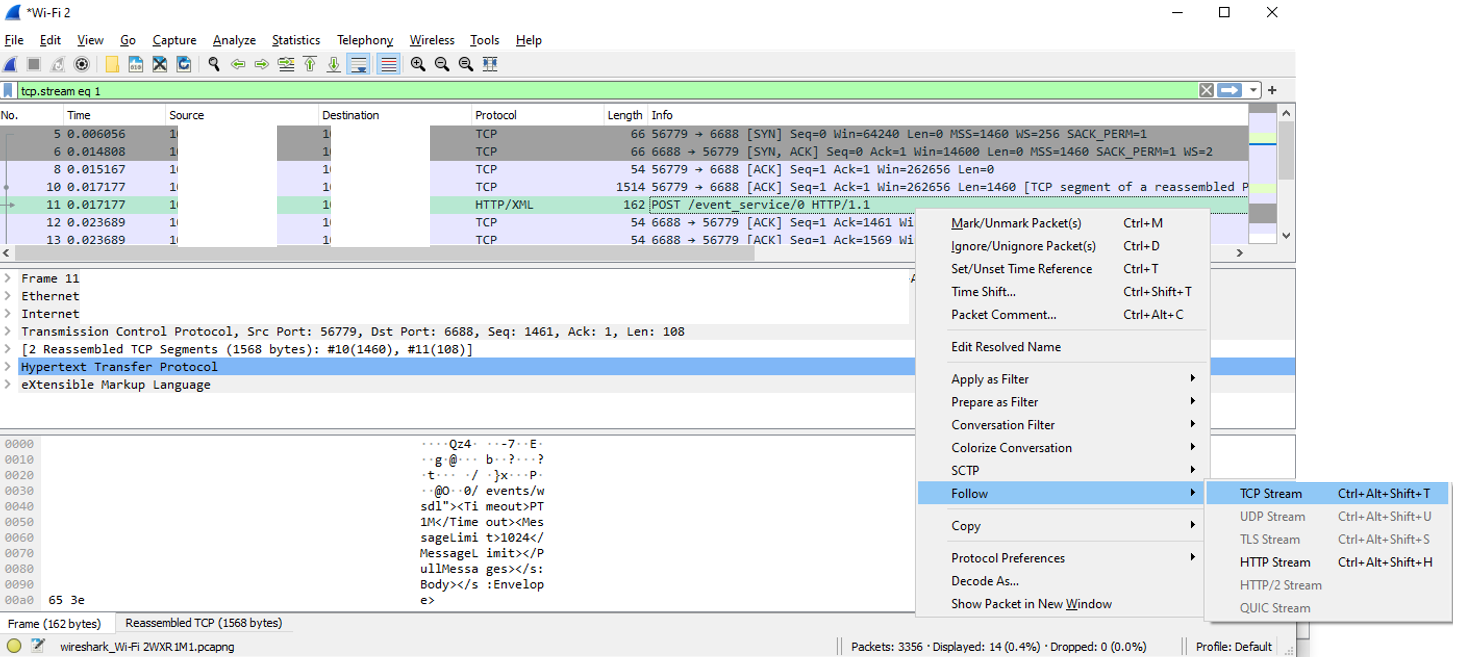 *Wi-Fi 2
File Edit View Go Capture Analyze Statistics Telephony Wireless Tools Help
tcp.stream eq 1
No. Time Source Destination Protocol Length Info
5 0.006056 10 10 TCP 66 56779 → 6688 [SYN] Seq=0 Win=64240 Len=0 MSS=1460 WS=256 SACK_PERM=1
6 0.014808 10 10 TCP 66 6688 → 56779 [SYN, ACK] Seq=0 Ack=1 Win=14600 Len=0 MSS=1460 SACK_PERM=1 WS=2
8 0.015167 10 10 TCP 54 56779 → 6688 [ACK] Seq=1 Ack=1 Win=262656 Len=0
10 0.017177 10 10 TCP 1514 56779 → 6688 [ACK] Seq=1 Ack=1 Win=262656 Len=1460 [TCP segment of a reassembled P
11 0.017177 10 10 HTTP/XML 162 POST /event_service/0 HTTP/1.1
12 0.023689 10 10 TCP 54 6688 → 56779 [ACK] Seq=1 Ack=1461 Wi
13 0.023689 10 10 TCP 54 6688 → 56779 [ACK] Seq=1 Ack=1569 Wi
Mark/Unmark Packet(s) Ctrl+M
Ignore/Unignore Packet(s) Ctrl+D
Set/Unset Time Reference Ctrl+T
Time Shift... Ctrl+Shift+T
Packet Comment... Ctrl+Alt+C
Edit Resolved Name
Apply as Filter
Prepare as Filter
Conversation Filter
Colorize Conversation
SCTP
Follow
Copy
Protocol Preferences
Decode As...
Show Packet in New Window
TCP Stream Ctrl+Alt+Shift+T
UDP Stream Ctrl+Alt+Shift+U
TLS Stream Ctrl+Alt+Shift+S
HTTP Stream Ctrl+Alt+Shift+H
HTTP/2 Stream
QUIC Stream
Frame 11
Ethernet
Internet
Transmission Control Protocol, Src Port: 56779, Dst Port: 6688, Seq: 1461, Ack: 1, Len: 108
[2 Reassembled TCP Segments (1568 bytes): #10(1460), #11(108)]
Hypertext Transfer Protocol
eXtensible Markup Language
0000 ····Qz4· ··-7··E·
0010 ··g·@··· b··?···?
0020 ·t··· / ·}x···P·
0030 ··@O··0/ events/w
0040 sdl"><Ti meout>PT
0050 1M</Time out><Mes
0060 sageLimi t>1024</
0070 MessageL imit></P
0080 ullMessa ges></s:
0090 Body></s :Envelop
00a0 65 3e e>
Frame (162 bytes) Reassembled TCP (1568 bytes)
wireshark_Wi-Fi 2WXR1M1.pcapng Packets: 3356 · Displayed: 14 (0.4%) · Dropped: 0 (0.0%) Profile: Default